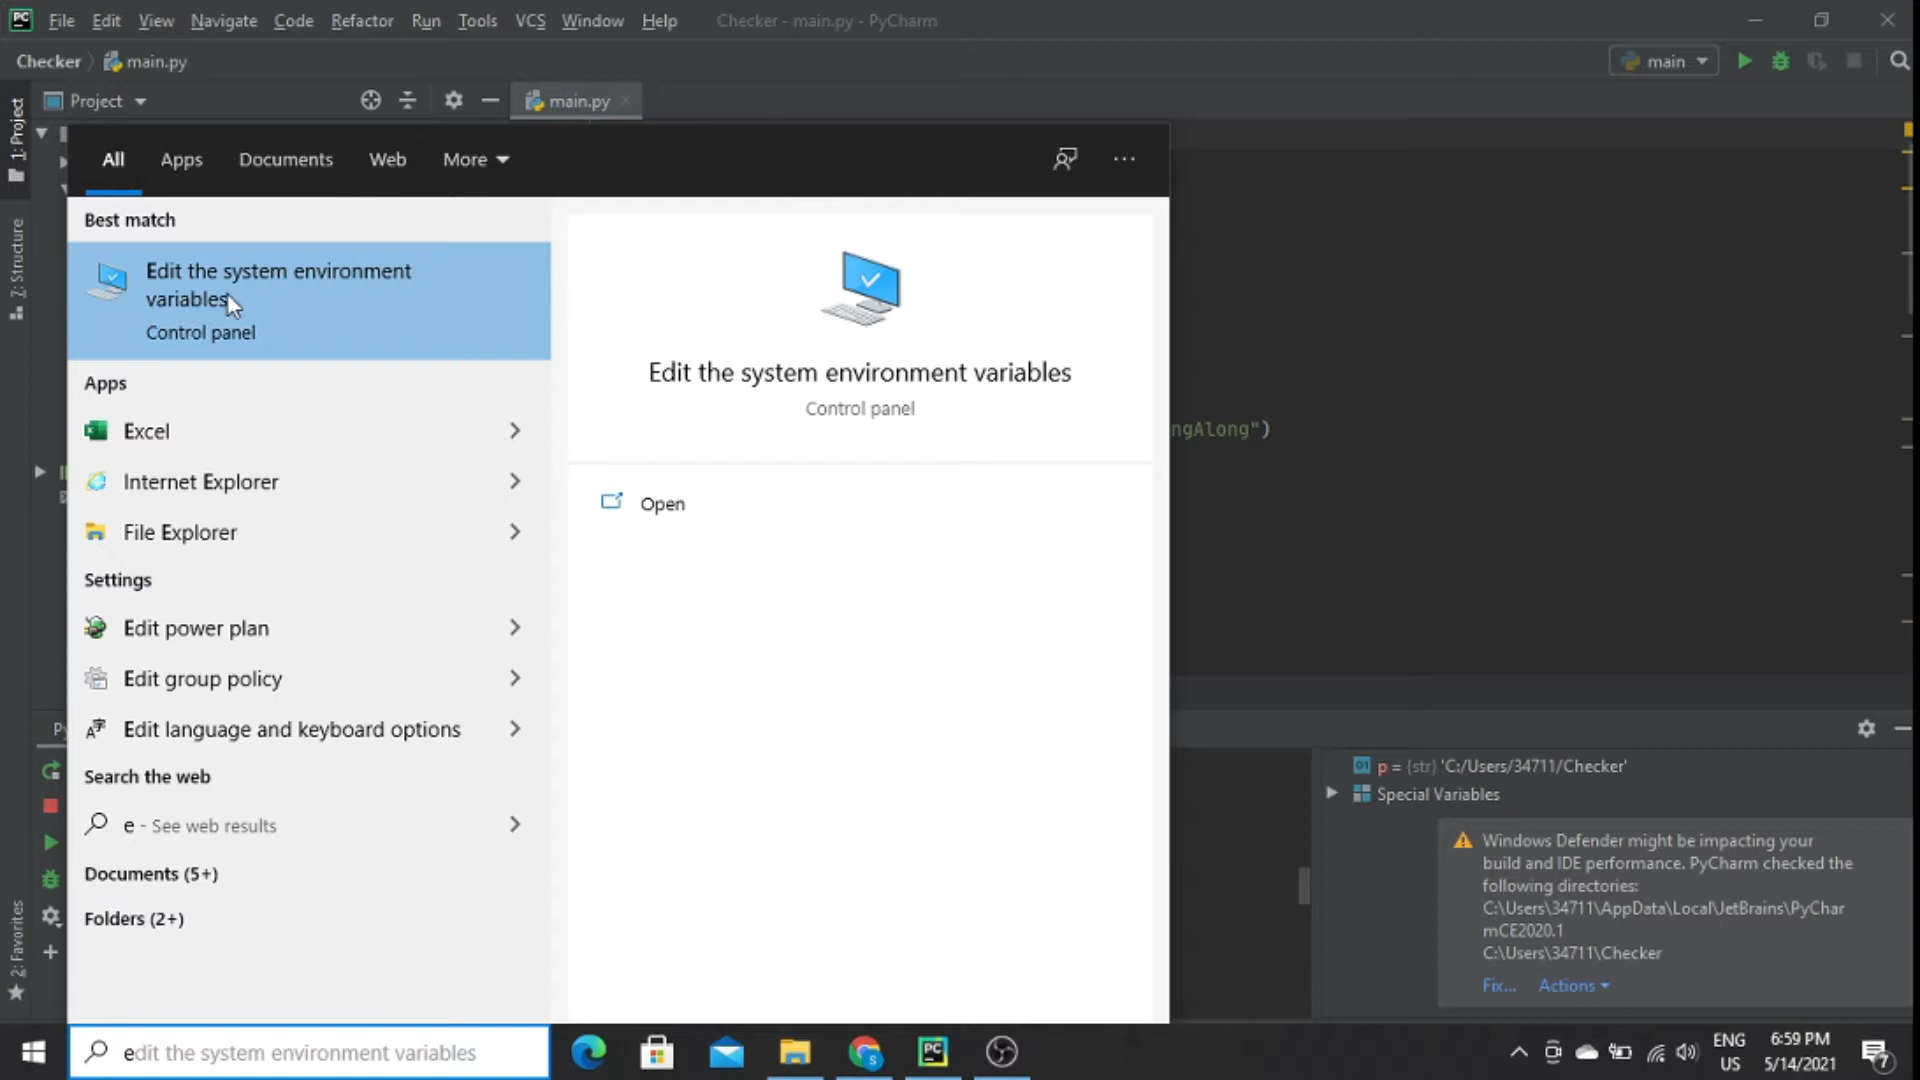 PC File Edit View Navigate Code Refactor Run Tools VCS Window Help Checker - main.py - PyCharm
Checker main.py main
Project main.py
1: Project
7: Structure
2: Favorites
All Apps Documents Web More
Best match
Edit the system environment
variables
Control panel
Apps
Excel
Internet Explorer
File Explorer
Settings
Edit power plan
Edit group policy
Edit language and keyboard options
Search the web
e - See web results
Documents (5+)
Folders (2+)
Edit the system environment variables
Control panel
Open
ngAlong")
Py
01 p = {str} 'C:/Users/34711/Checker'
Special Variables
Windows Defender might be impacting your
build and IDE performance. PyCharm checked the
following directories:
C:\Users\34711\AppData\Local\JetBrains\PyChar
mCE2020.1
C:\Users\34711\Checker
Fix... Actions
edit the system environment variables
S
PC
ENG
US
6:59 PM
5/14/2021
7